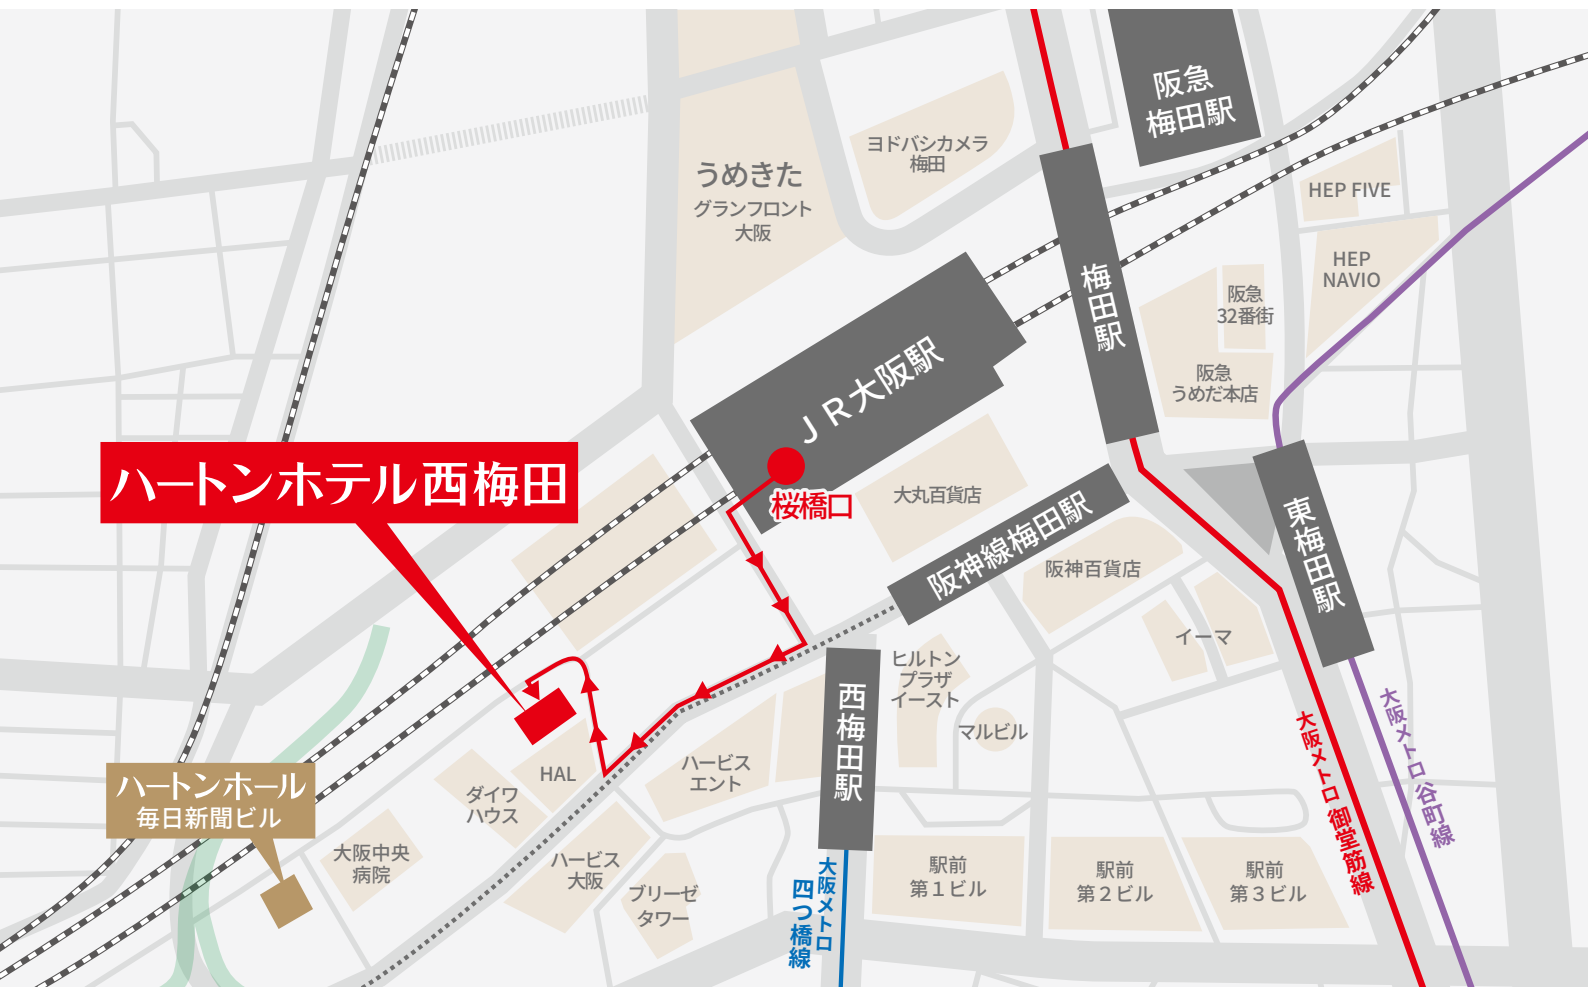 阪急
梅田駅
ヨドバシカメラ
梅田
うめきた
グランフロント
大阪
HEP FIVE
HEP
NAVIO
梅田駅
阪急
32番街
阪急
うめだ本店
ＪＲ大阪駅
桜橋口
ハートンホテル西梅田
大丸百貨店
阪神線梅田駅
阪神百貨店
東梅田駅
イーマ
ヒルトン
プラザ
イースト
西梅田駅
マルビル
ハービス
エント
HAL
ダイワ
ハウス
ハートンホール
毎日新聞ビル
大阪中央
病院
ハービス
大阪
ブリーゼ
タワー
大阪メトロ
四つ橋線
駅前
第１ビル
駅前
第２ビル
駅前
第３ビル
大阪メトロ 御堂筋線
大阪メトロ 谷町線